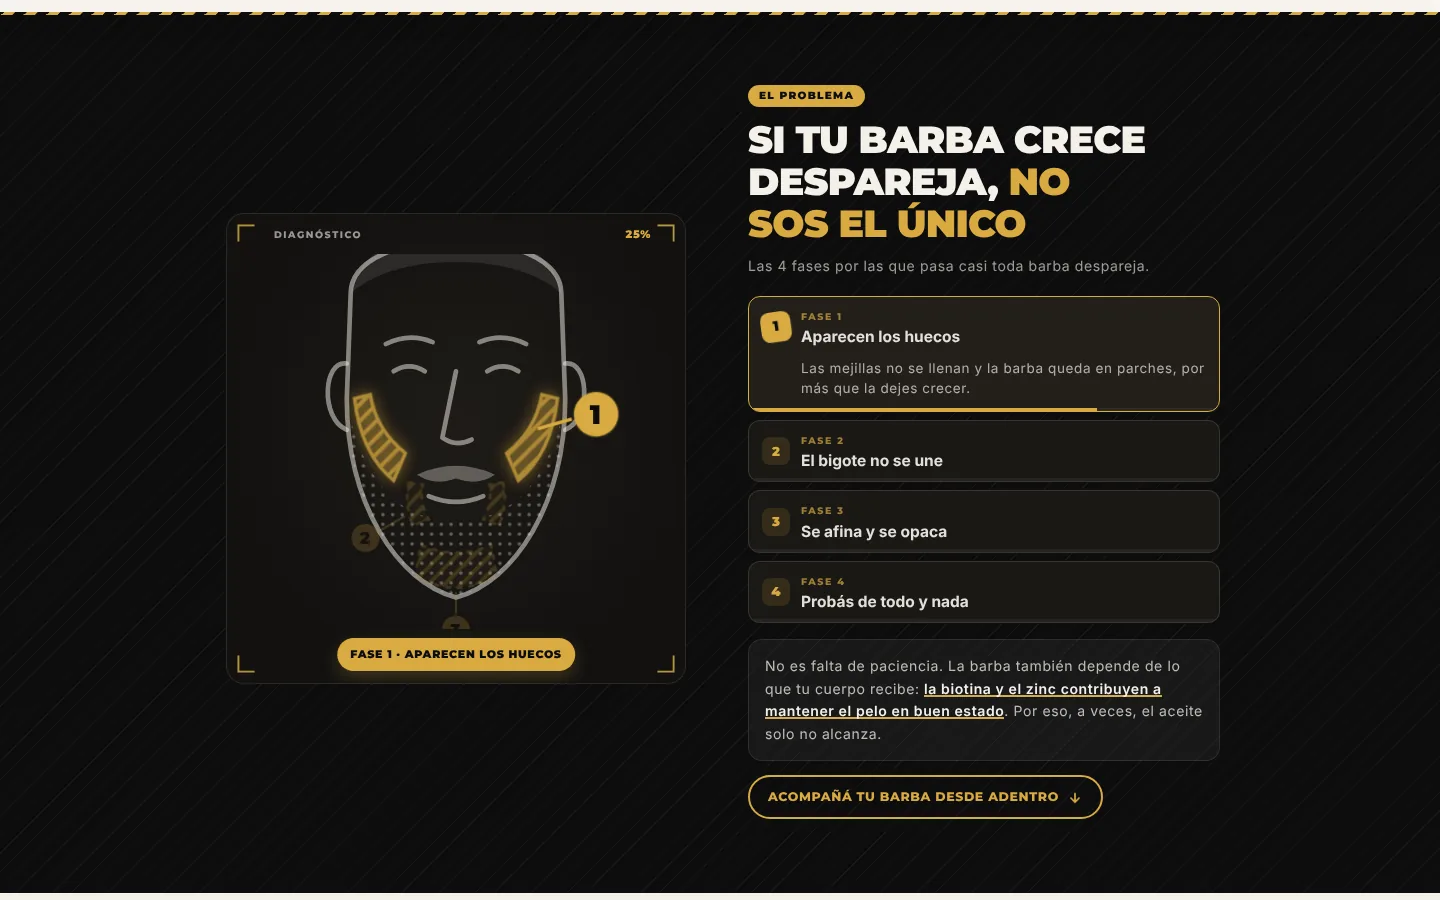 DIAGNÓSTICO
25%
1
2
3
FASE 1 · APARECEN LOS HUECOS
EL PROBLEMA
SI TU BARBA CRECE
DESPAREJA, NO
SOS EL ÚNICO
Las 4 fases por las que pasa casi toda barba despareja.
1
FASE 1
Aparecen los huecos
Las mejillas no se llenan y la barba queda en parches, por
más que la dejes crecer.
2
FASE 2
El bigote no se une
3
FASE 3
Se afina y se opaca
4
FASE 4
Probás de todo y nada
No es falta de paciencia. La barba también depende de lo
que tu cuerpo recibe: la biotina y el zinc contribuyen a
mantener el pelo en buen estado. Por eso, a veces, el aceite
solo no alcanza.
ACOMPAÑÁ TU BARBA DESDE ADENTRO ↓